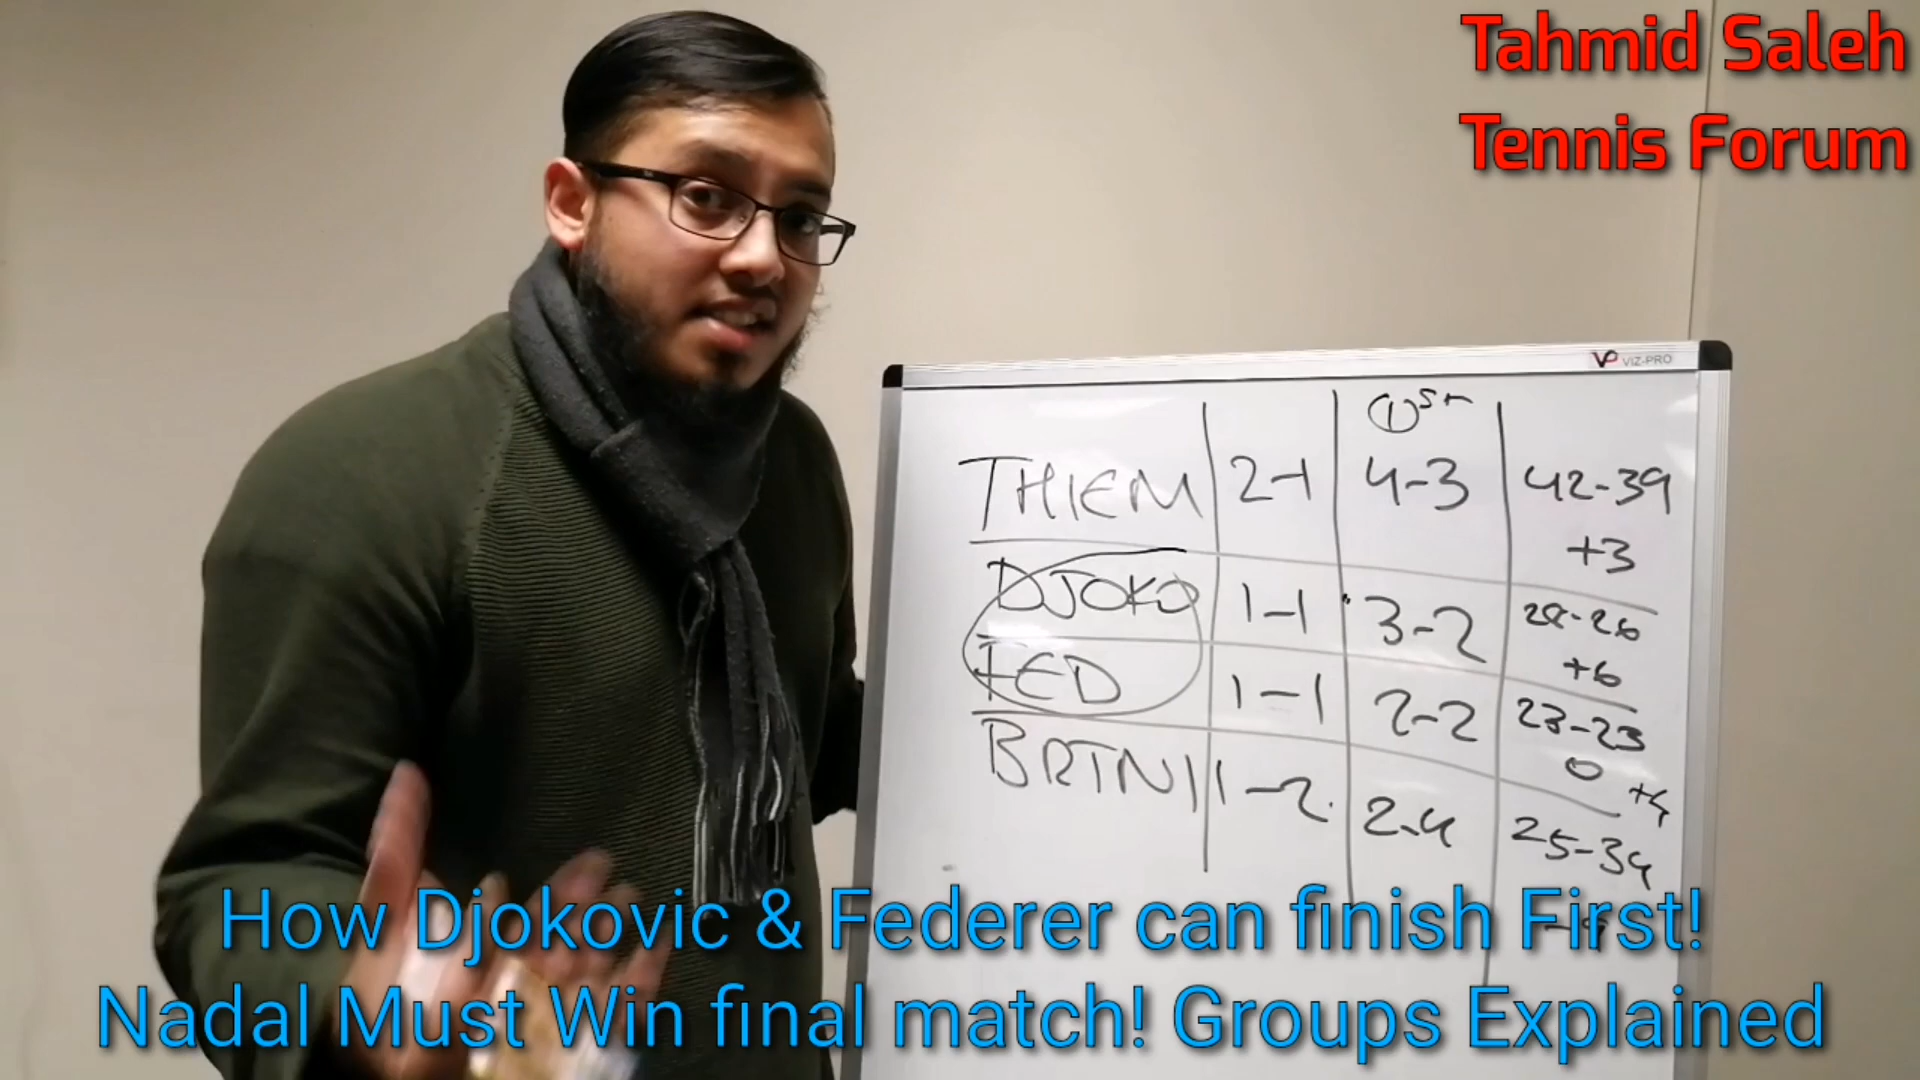 Tahmid Saleh
Tennis Forum
VP VIZ-PRO
①st
THIEM 2-1 4-3 42-39
+3
DJOKO 1-1 3-2
+6
FED 1-1 2-2 23-23
0
+4
BRTNI 1-2 2-4 25-34
How Djokovic & Federer can finish First!
Nadal Must Win final match! Groups Explained